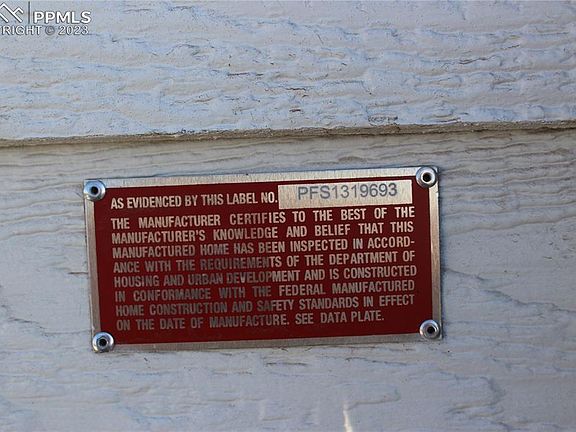 PPMLS
RIGHT © 2023
AS EVIDENCED BY THIS LABEL NO. PFS1319693
THE MANUFACTURER CERTIFIES TO THE BEST OF THE
MANUFACTURER'S KNOWLEDGE AND BELIEF THAT THIS
MANUFACTURED HOME HAS BEEN INSPECTED IN ACCORD-
ANCE WITH THE REQUIREMENTS OF THE DEPARTMENT OF
HOUSING AND URBAN DEVELOPMENT AND IS CONSTRUCTED
IN CONFORMANCE WITH THE FEDERAL MANUFACTURED
HOME CONSTRUCTION AND SAFETY STANDARDS IN EFFECT
ON THE DATE OF MANUFACTURE. SEE DATA PLATE.